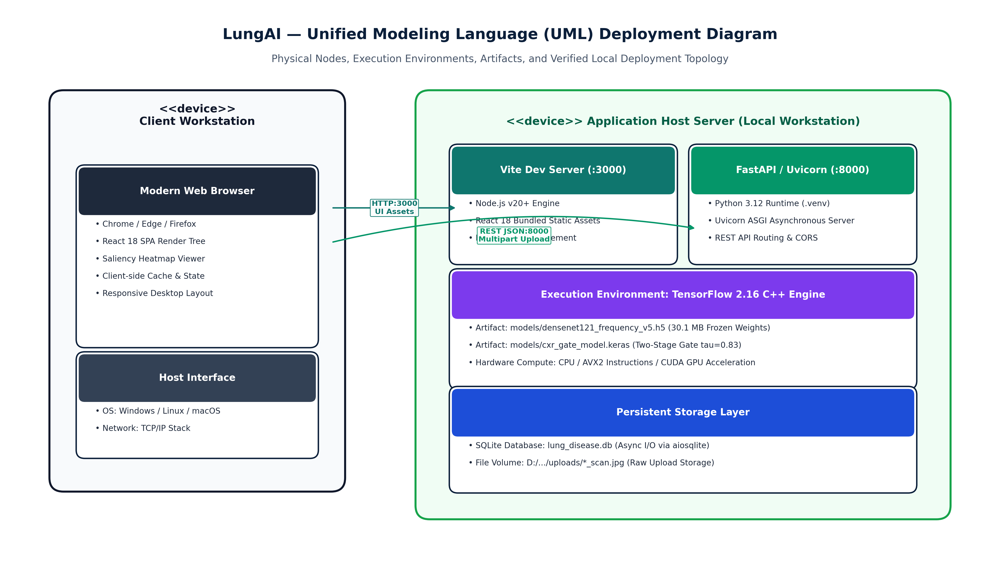 LungAI — Unified Modeling Language (UML) Deployment Diagram
Physical Nodes, Execution Environments, Artifacts, and Verified Local Deployment Topology
<<device>>
Client Workstation
Modern Web Browser
• Chrome / Edge / Firefox
• React 18 SPA Render Tree
• Saliency Heatmap Viewer
• Client-side Cache & State
• Responsive Desktop Layout
Host Interface
• OS: Windows / Linux / macOS
• Network: TCP/IP Stack
HTTP:3000
UI Assets
REST JSON:8000
Multipart Upload
<<device>> Application Host Server (Local Workstation)
Vite Dev Server (:3000)
• Node.js v20+ Engine
• React 18 Bundled Static Assets
•
FastAPI / Uvicorn (:8000)
• Python 3.12 Runtime (.venv)
• Uvicorn ASGI Asynchronous Server
• REST API Routing & CORS
Execution Environment: TensorFlow 2.16 C++ Engine
• Artifact: models/densenet121_frequency_v5.h5 (30.1 MB Frozen Weights)
• Artifact: models/cxr_gate_model.keras (Two-Stage Gate tau=0.83)
• Hardware Compute: CPU / AVX2 Instructions / CUDA GPU Acceleration
Persistent Storage Layer
• SQLite Database: lung_disease.db (Async I/O via aiosqlite)
• File Volume: D:/.../uploads/*_scan.jpg (Raw Upload Storage)